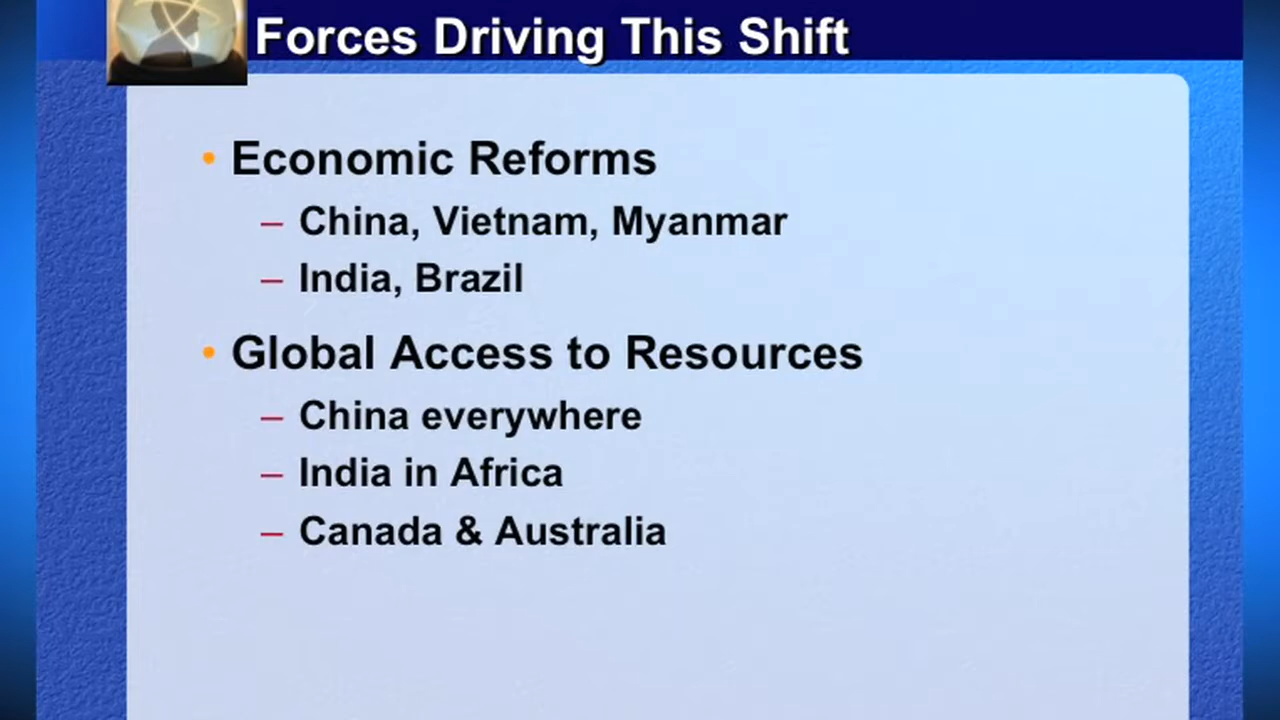 Forces Driving This Shift
• Economic Reforms
– China, Vietnam, Myanmar
– India, Brazil
• Global Access to Resources
– China everywhere
– India in Africa
– Canada & Australia